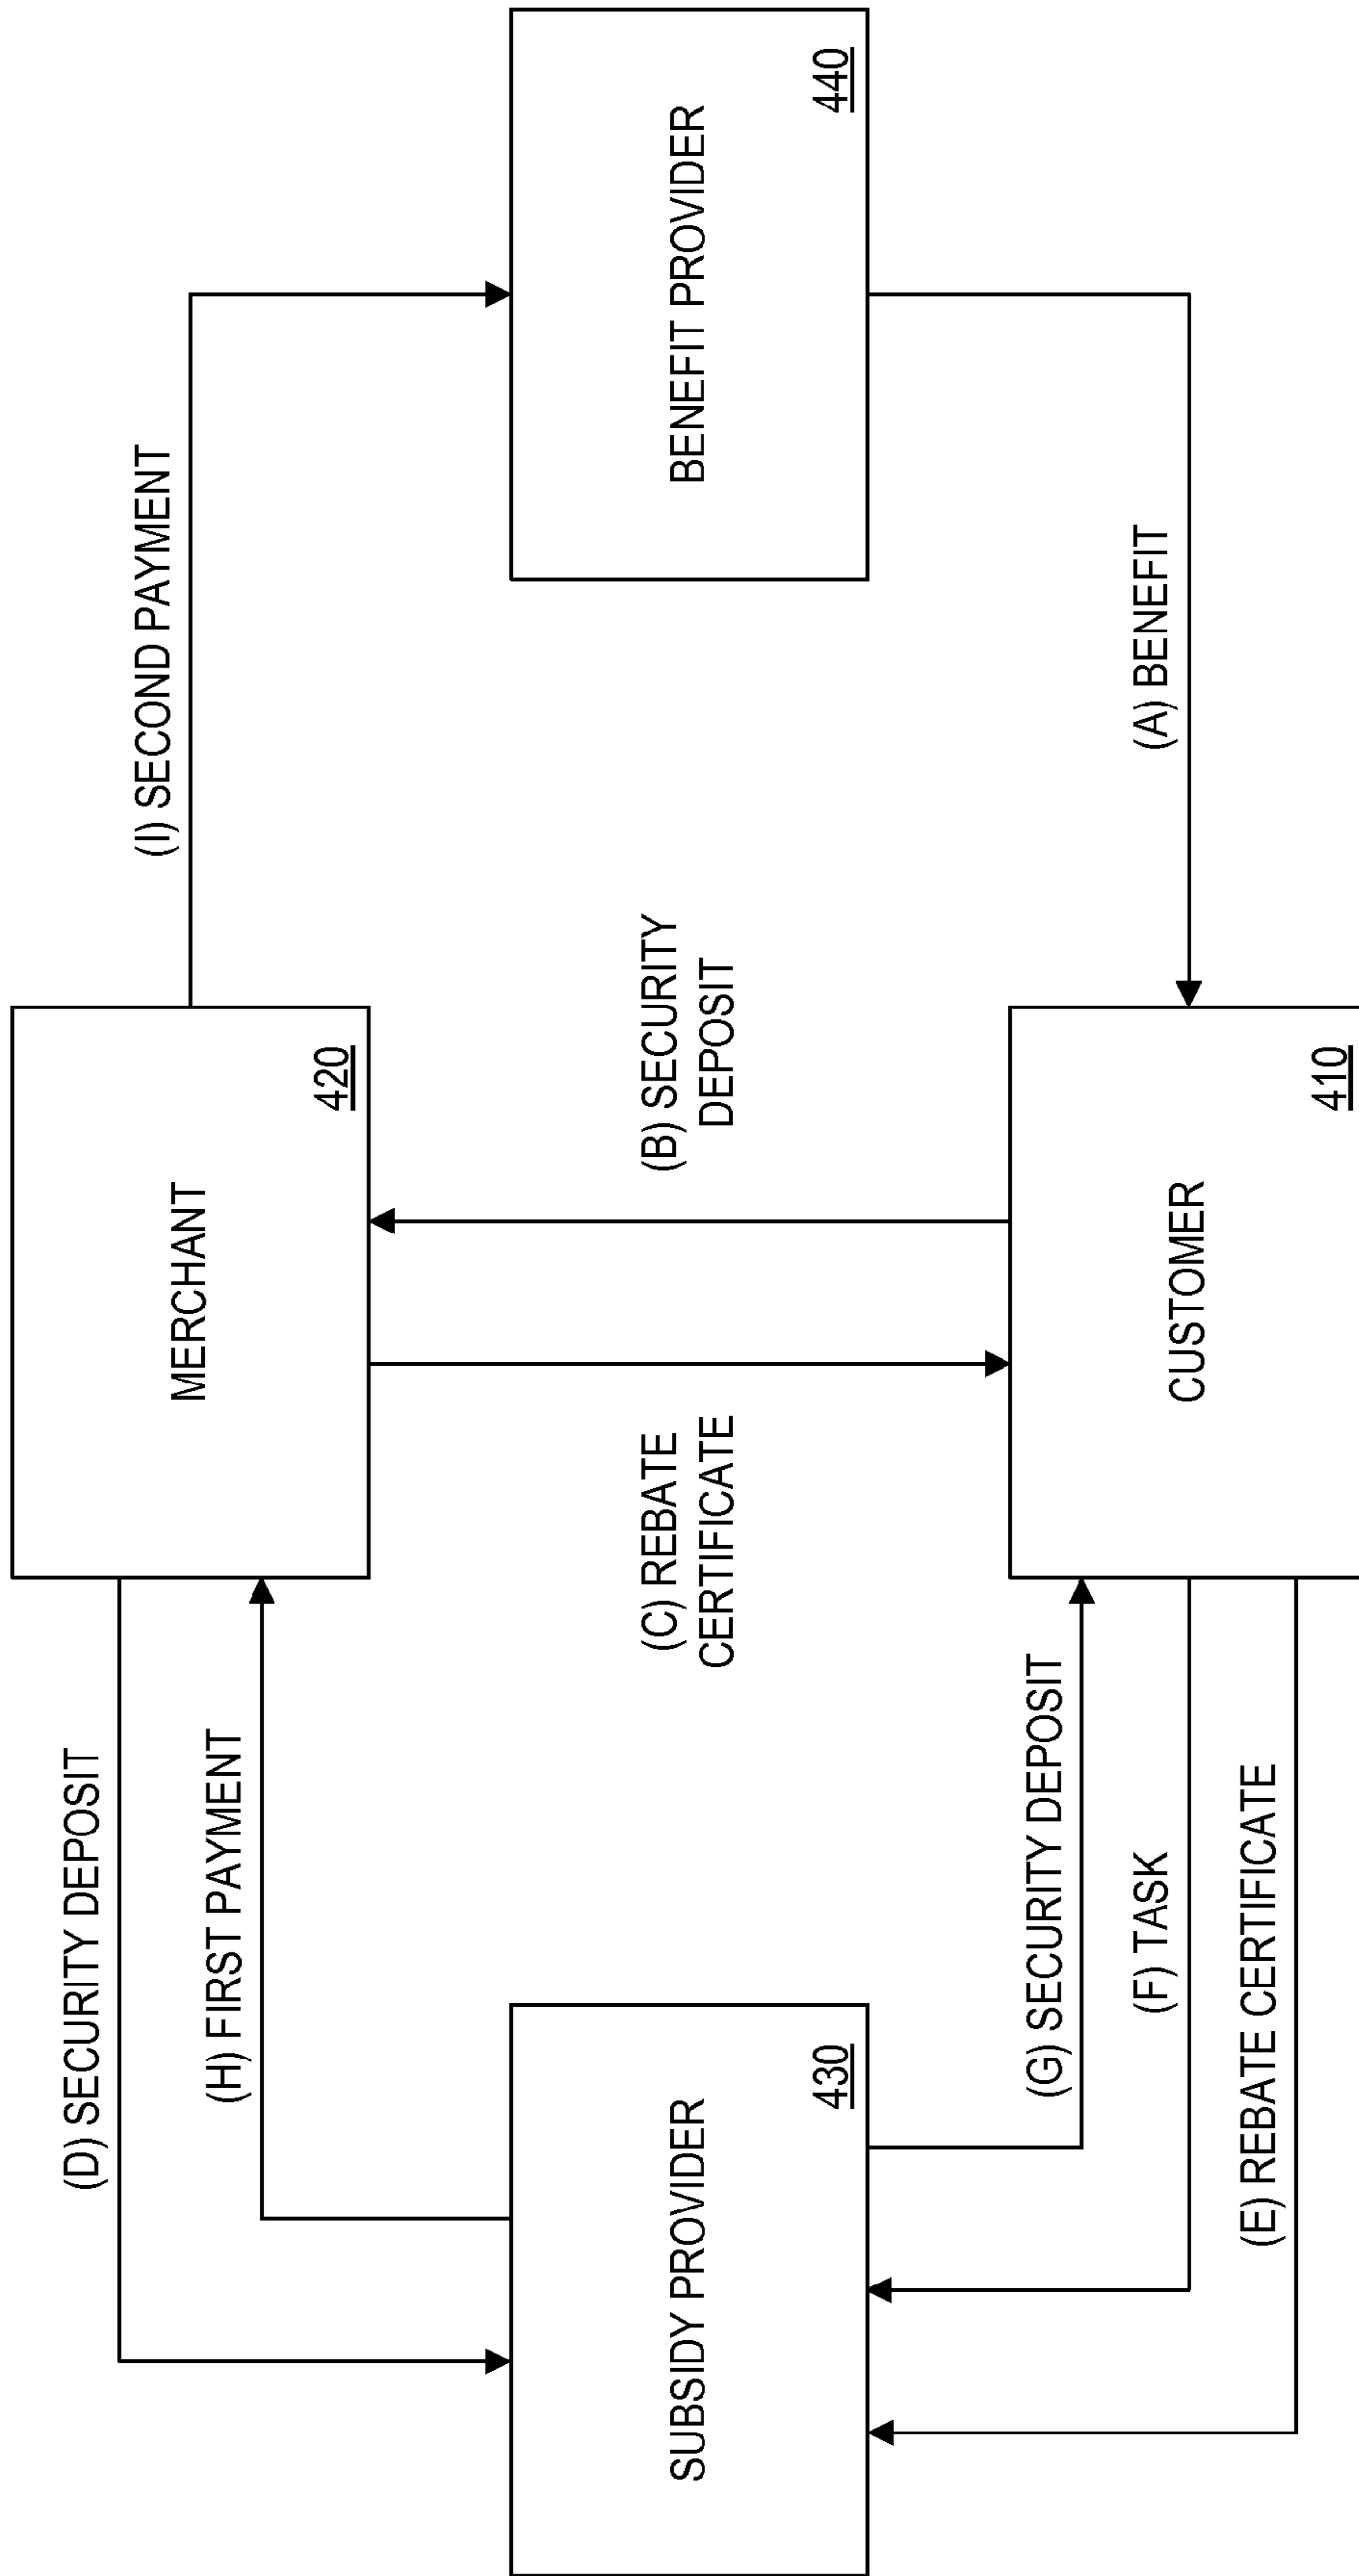 (D) SECURITY DEPOSIT
(I) SECOND PAYMENT
MERCHANT
(H) FIRST PAYMENT
420
SUBSIDY PROVIDER
430
(C) REBATE
CERTIFICATE
(B) SECURITY
DEPOSIT
BENEFIT PROVIDER
440
(G) SECURITY DEPOSIT
(F) TASK
(E) REBATE CERTIFICATE
CUSTOMER
410
(A) BENEFIT